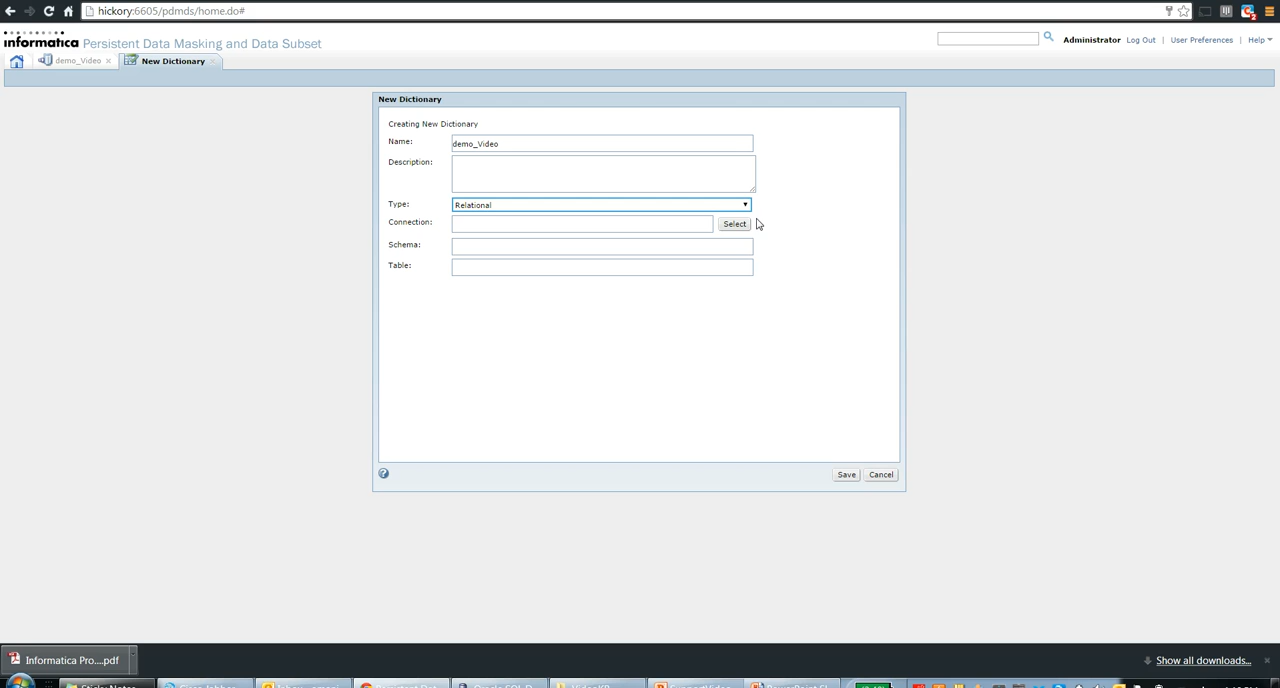 hickory:6605/pdmds/home.do#
2
informatica Persistent Data Masking and Data Subset
Administrator Log Out | User Preferences | Help
demo_Video × New Dictionary ×
New Dictionary
Creating New Dictionary
Name: demo_Video
Description:
Type: Relational
Connection: Select
Schema:
Table:
? Save Cancel
Informatica Pro....pdf Show all downloads... ×